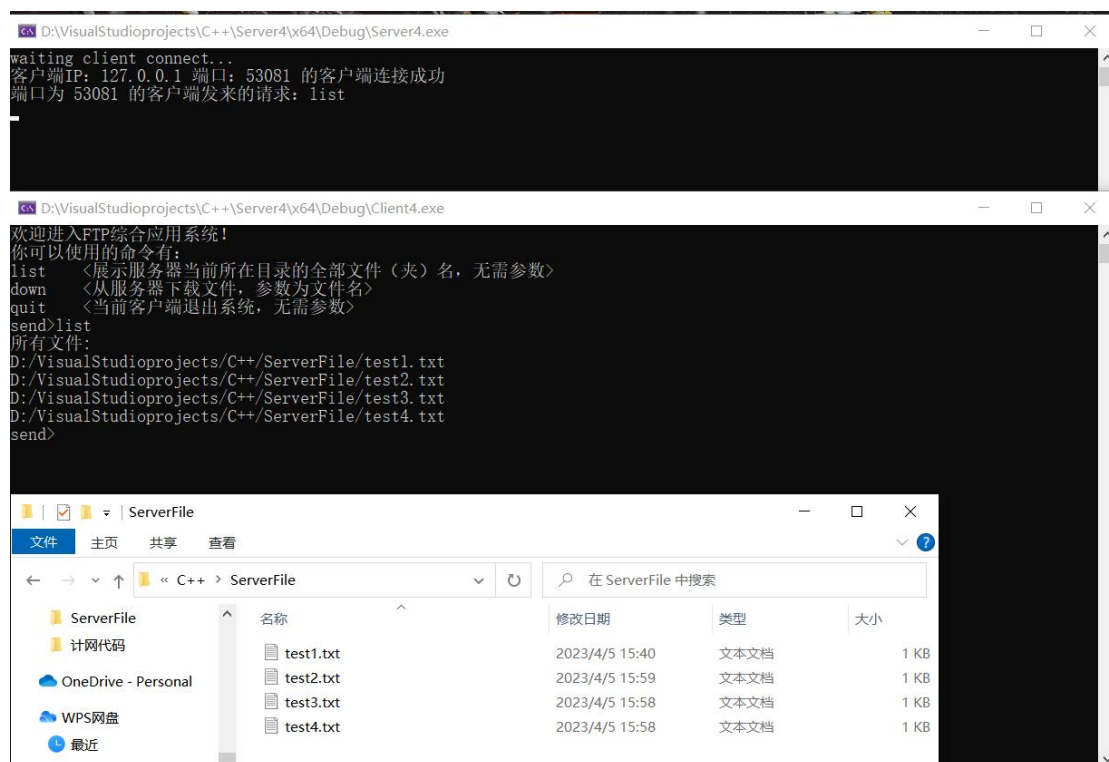 D:\VisualStudioprojects\C++\Server4\x64\Debug\Server4.exe
waiting client connect...
客户端IP: 127.0.0.1 端口: 53081 的客户端连接成功
端口为 53081 的客户端发来的请求: list
D:\VisualStudioprojects\C++\Server4\x64\Debug\Client4.exe
欢迎进入FTP综合应用系统!
你可以使用的命令有:
list <展示服务器当前所在目录的全部文件（夹）名，无需参数>
down <从服务器下载文件，参数为文件名>
quit <当前客户端退出系统，无需参数>
send>list
所有文件:
D:/VisualStudioprojects/C++/ServerFile/test1.txt
D:/VisualStudioprojects/C++/ServerFile/test2.txt
D:/VisualStudioprojects/C++/ServerFile/test3.txt
D:/VisualStudioprojects/C++/ServerFile/test4.txt
send>
ServerFile
文件 主页 共享 查看
« C++ > ServerFile 在 ServerFile 中搜索
ServerFile 名称 修改日期 类型 大小
计网代码 test1.txt 2023/4/5 15:40 文本文档 1 KB
OneDrive - Personal test2.txt 2023/4/5 15:59 文本文档 1 KB
test3.txt 2023/4/5 15:58 文本文档 1 KB
WPS网盘 test4.txt 2023/4/5 15:58 文本文档 1 KB
最近